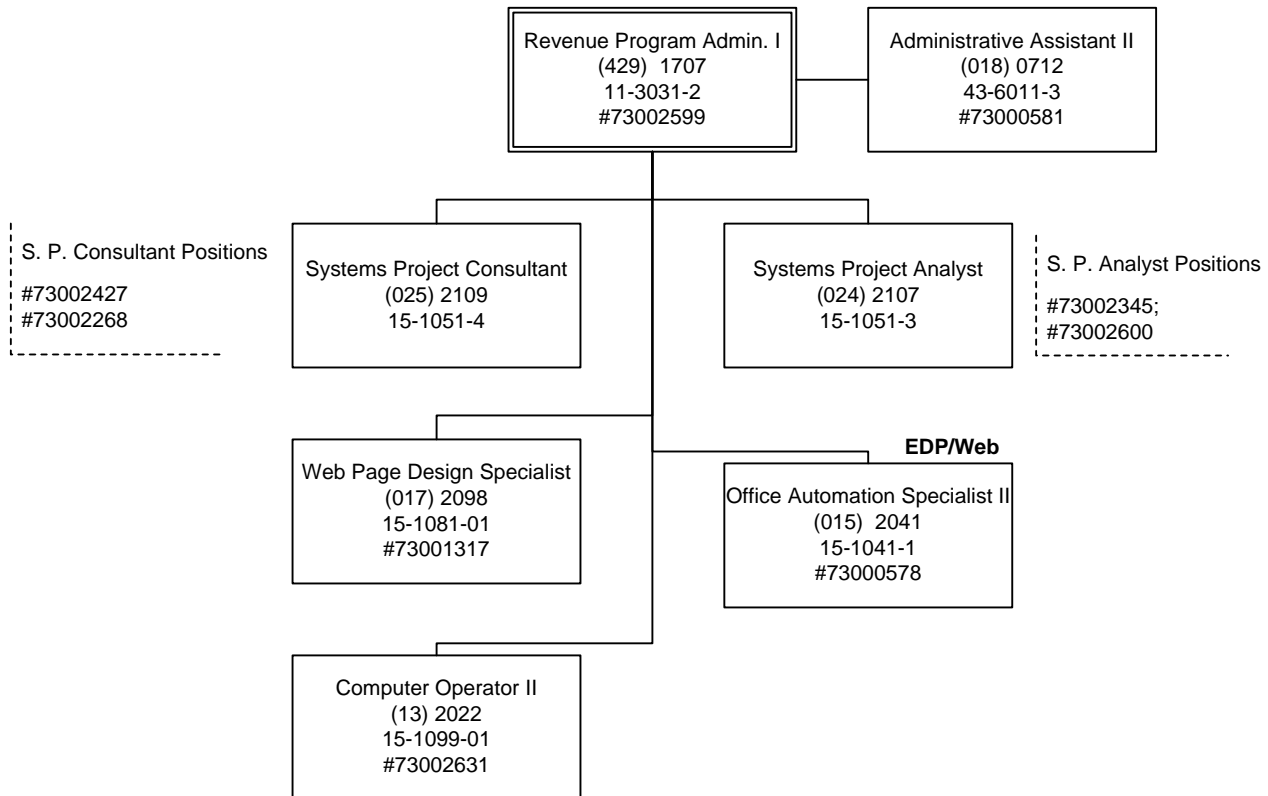 Revenue Program Admin. I
(429) 1707
11-3031-2
#73002599
Administrative Assistant II
(018) 0712
43-6011-3
#73000581
S. P. Consultant Positions
#73002427
#73002268
Systems Project Consultant
(025) 2109
15-1051-4
Systems Project Analyst
(024) 2107
15-1051-3
S. P. Analyst Positions
#73002345;
#73002600
Web Page Design Specialist
(017) 2098
15-1081-01
#73001317
EDP/Web
Office Automation Specialist II
(015) 2041
15-1041-1
#73000578
Computer Operator II
(13) 2022
15-1099-01
#73002631